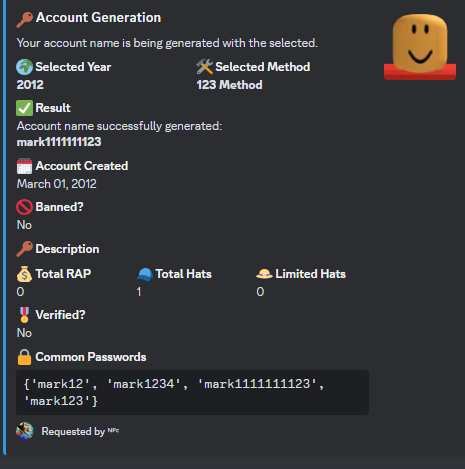 Account Generation
Your account name is being generated with the selected.
Selected Year
2012
Selected Method
123 Method
Result
Account name successfully generated:
mark1111111123
Account Created
March 01, 2012
Banned?
No
Description
Total RAP
0
Total Hats
1
Limited Hats
0
Verified?
No
Common Passwords
{'mark12', 'mark1234', 'mark1111111123',
'mark123'}
Requested by ᴺᴾᶜ